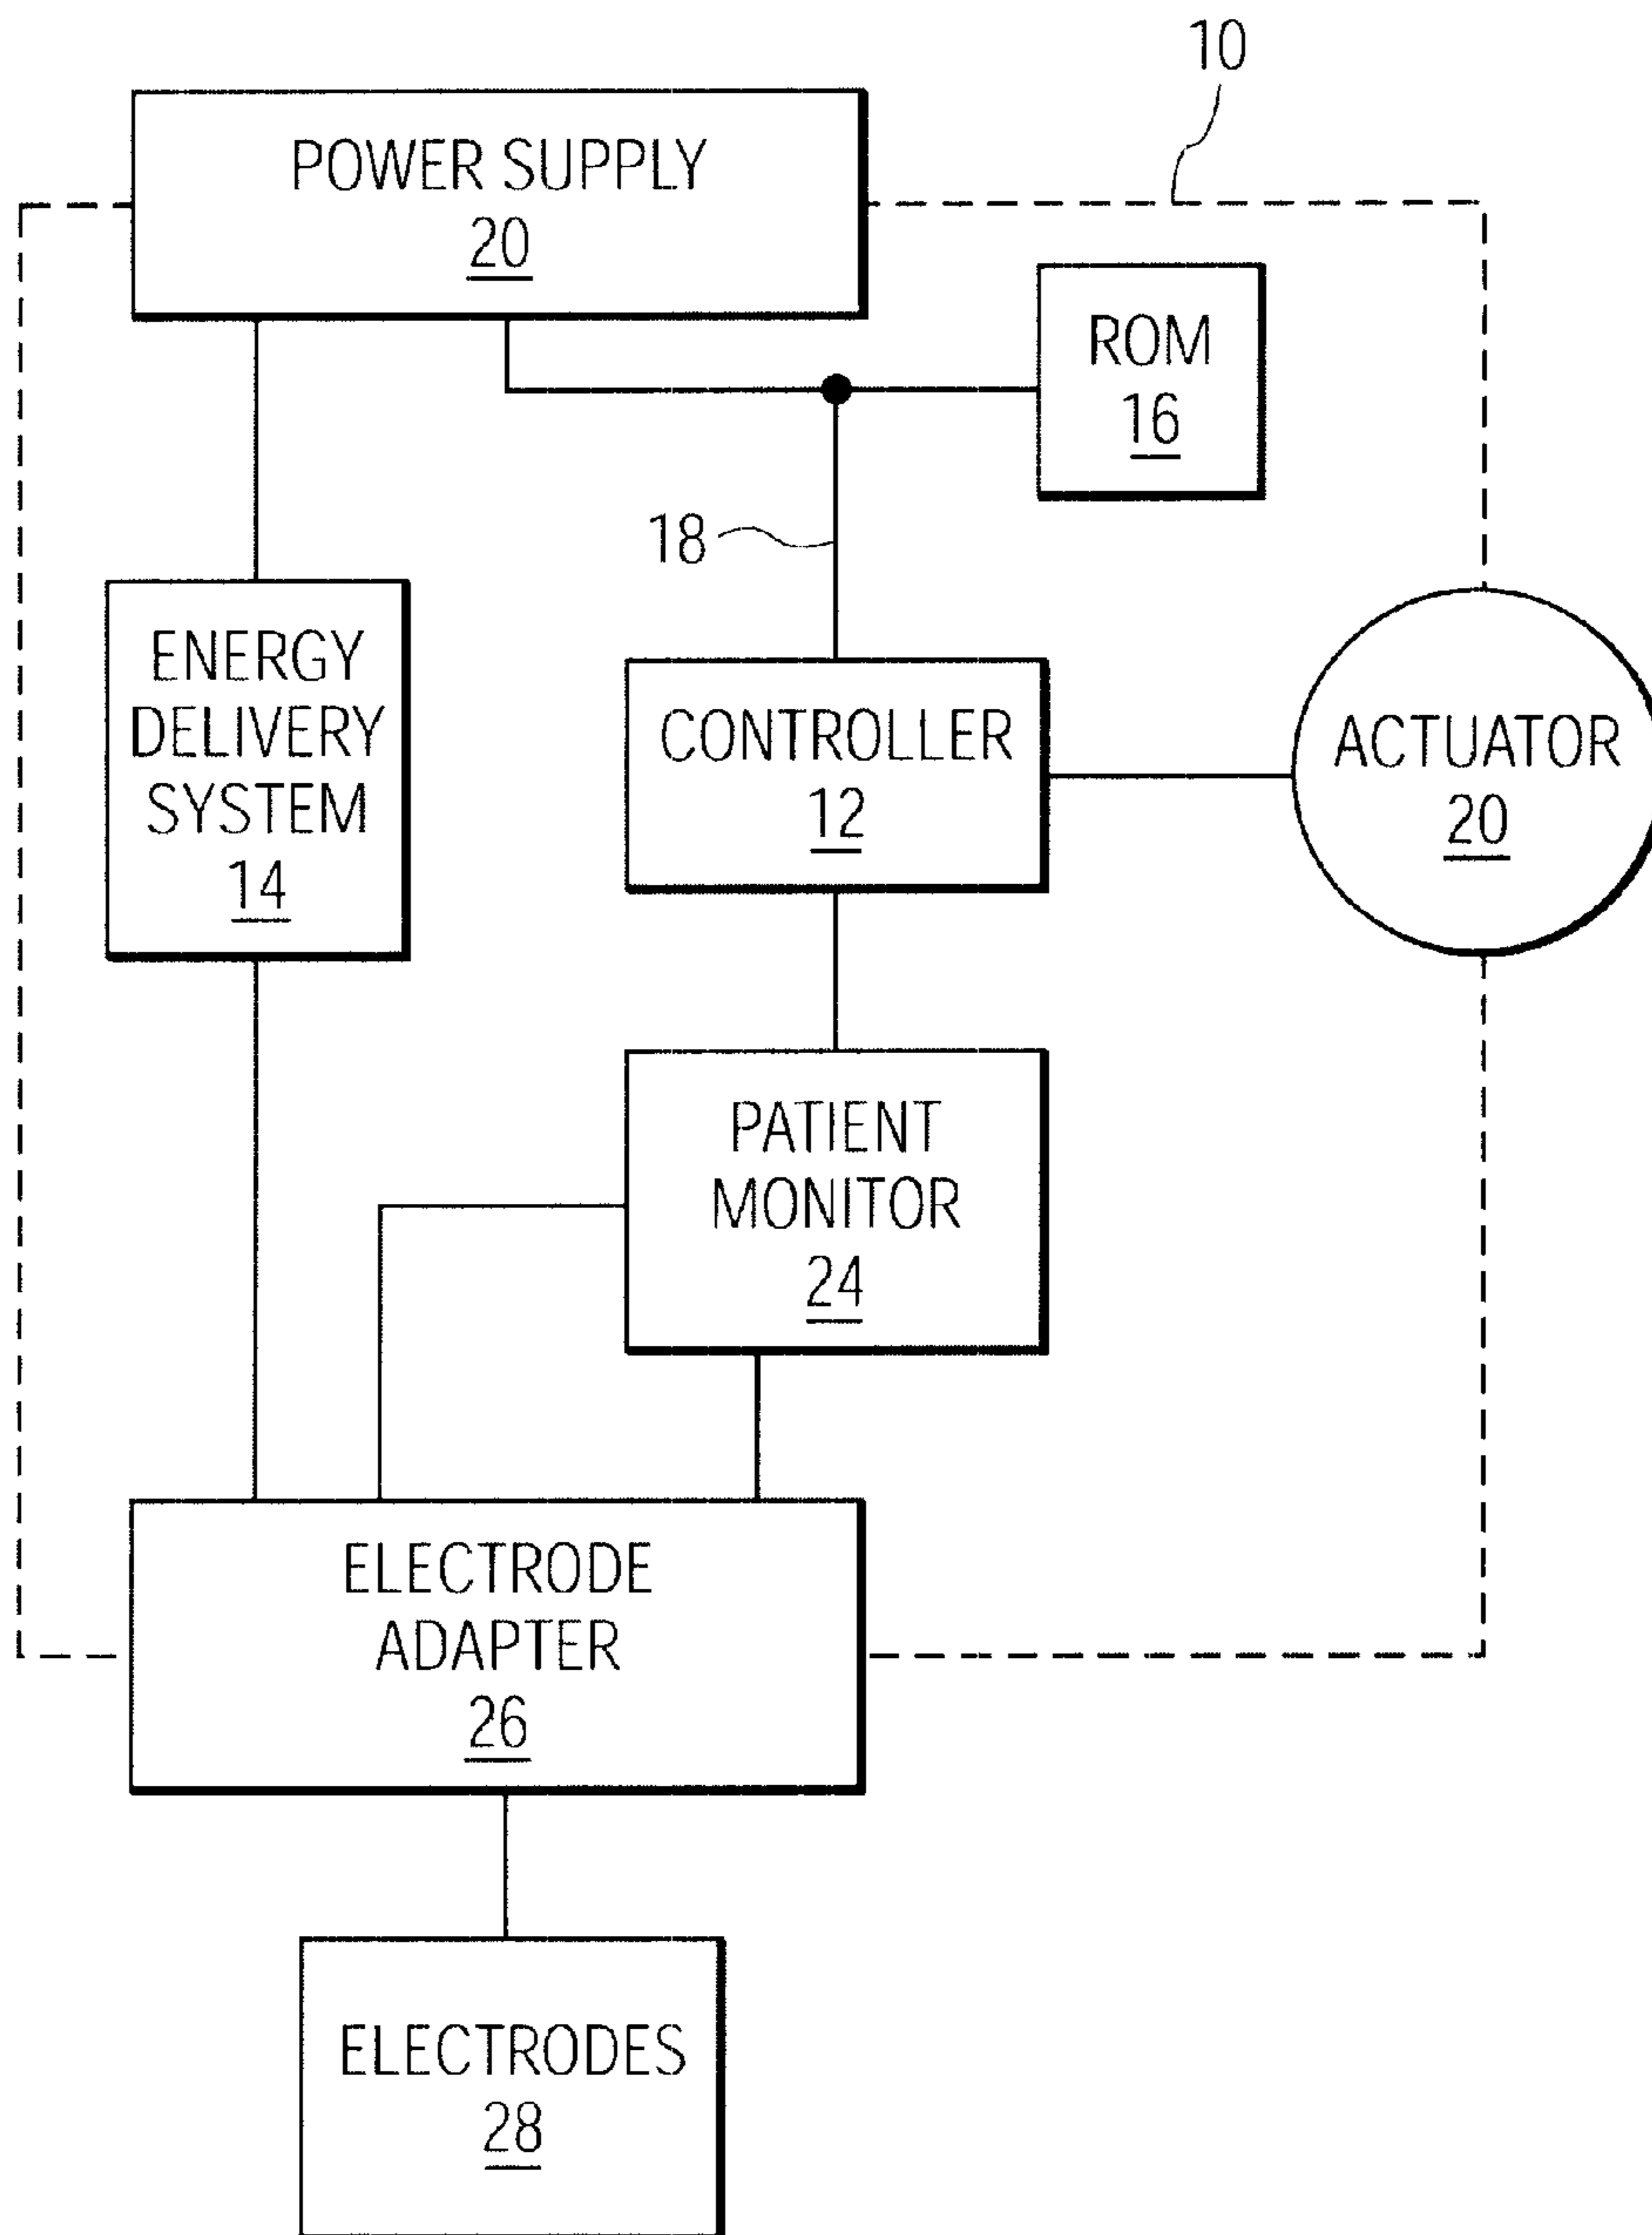 10
POWER SUPPLY
20
ROM
16
18
ENERGY
DELIVERY
SYSTEM
14
CONTROLLER
12
ACTUATOR
20
PATIENT
MONITOR
24
ELECTRODE
ADAPTER
26
ELECTRODES
28